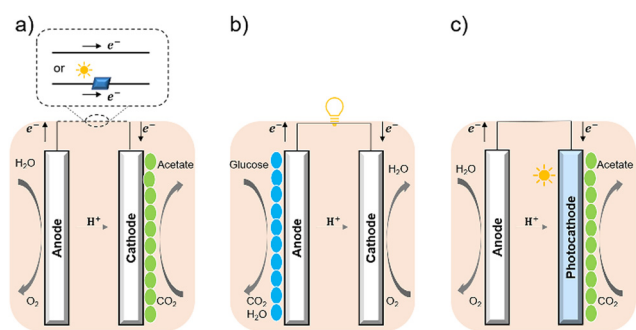 a)
e⁻
or
e⁻
e⁻
e⁻
H₂O
Acetate
Anode
H⁺
Cathode
O₂
CO₂
b)
e⁻
e⁻
Glucose
H₂O
Anode
H⁺
Cathode
CO₂
H₂O
O₂
c)
e⁻
e⁻
H₂O
Acetate
Anode
H⁺
Photocathode
O₂
CO₂